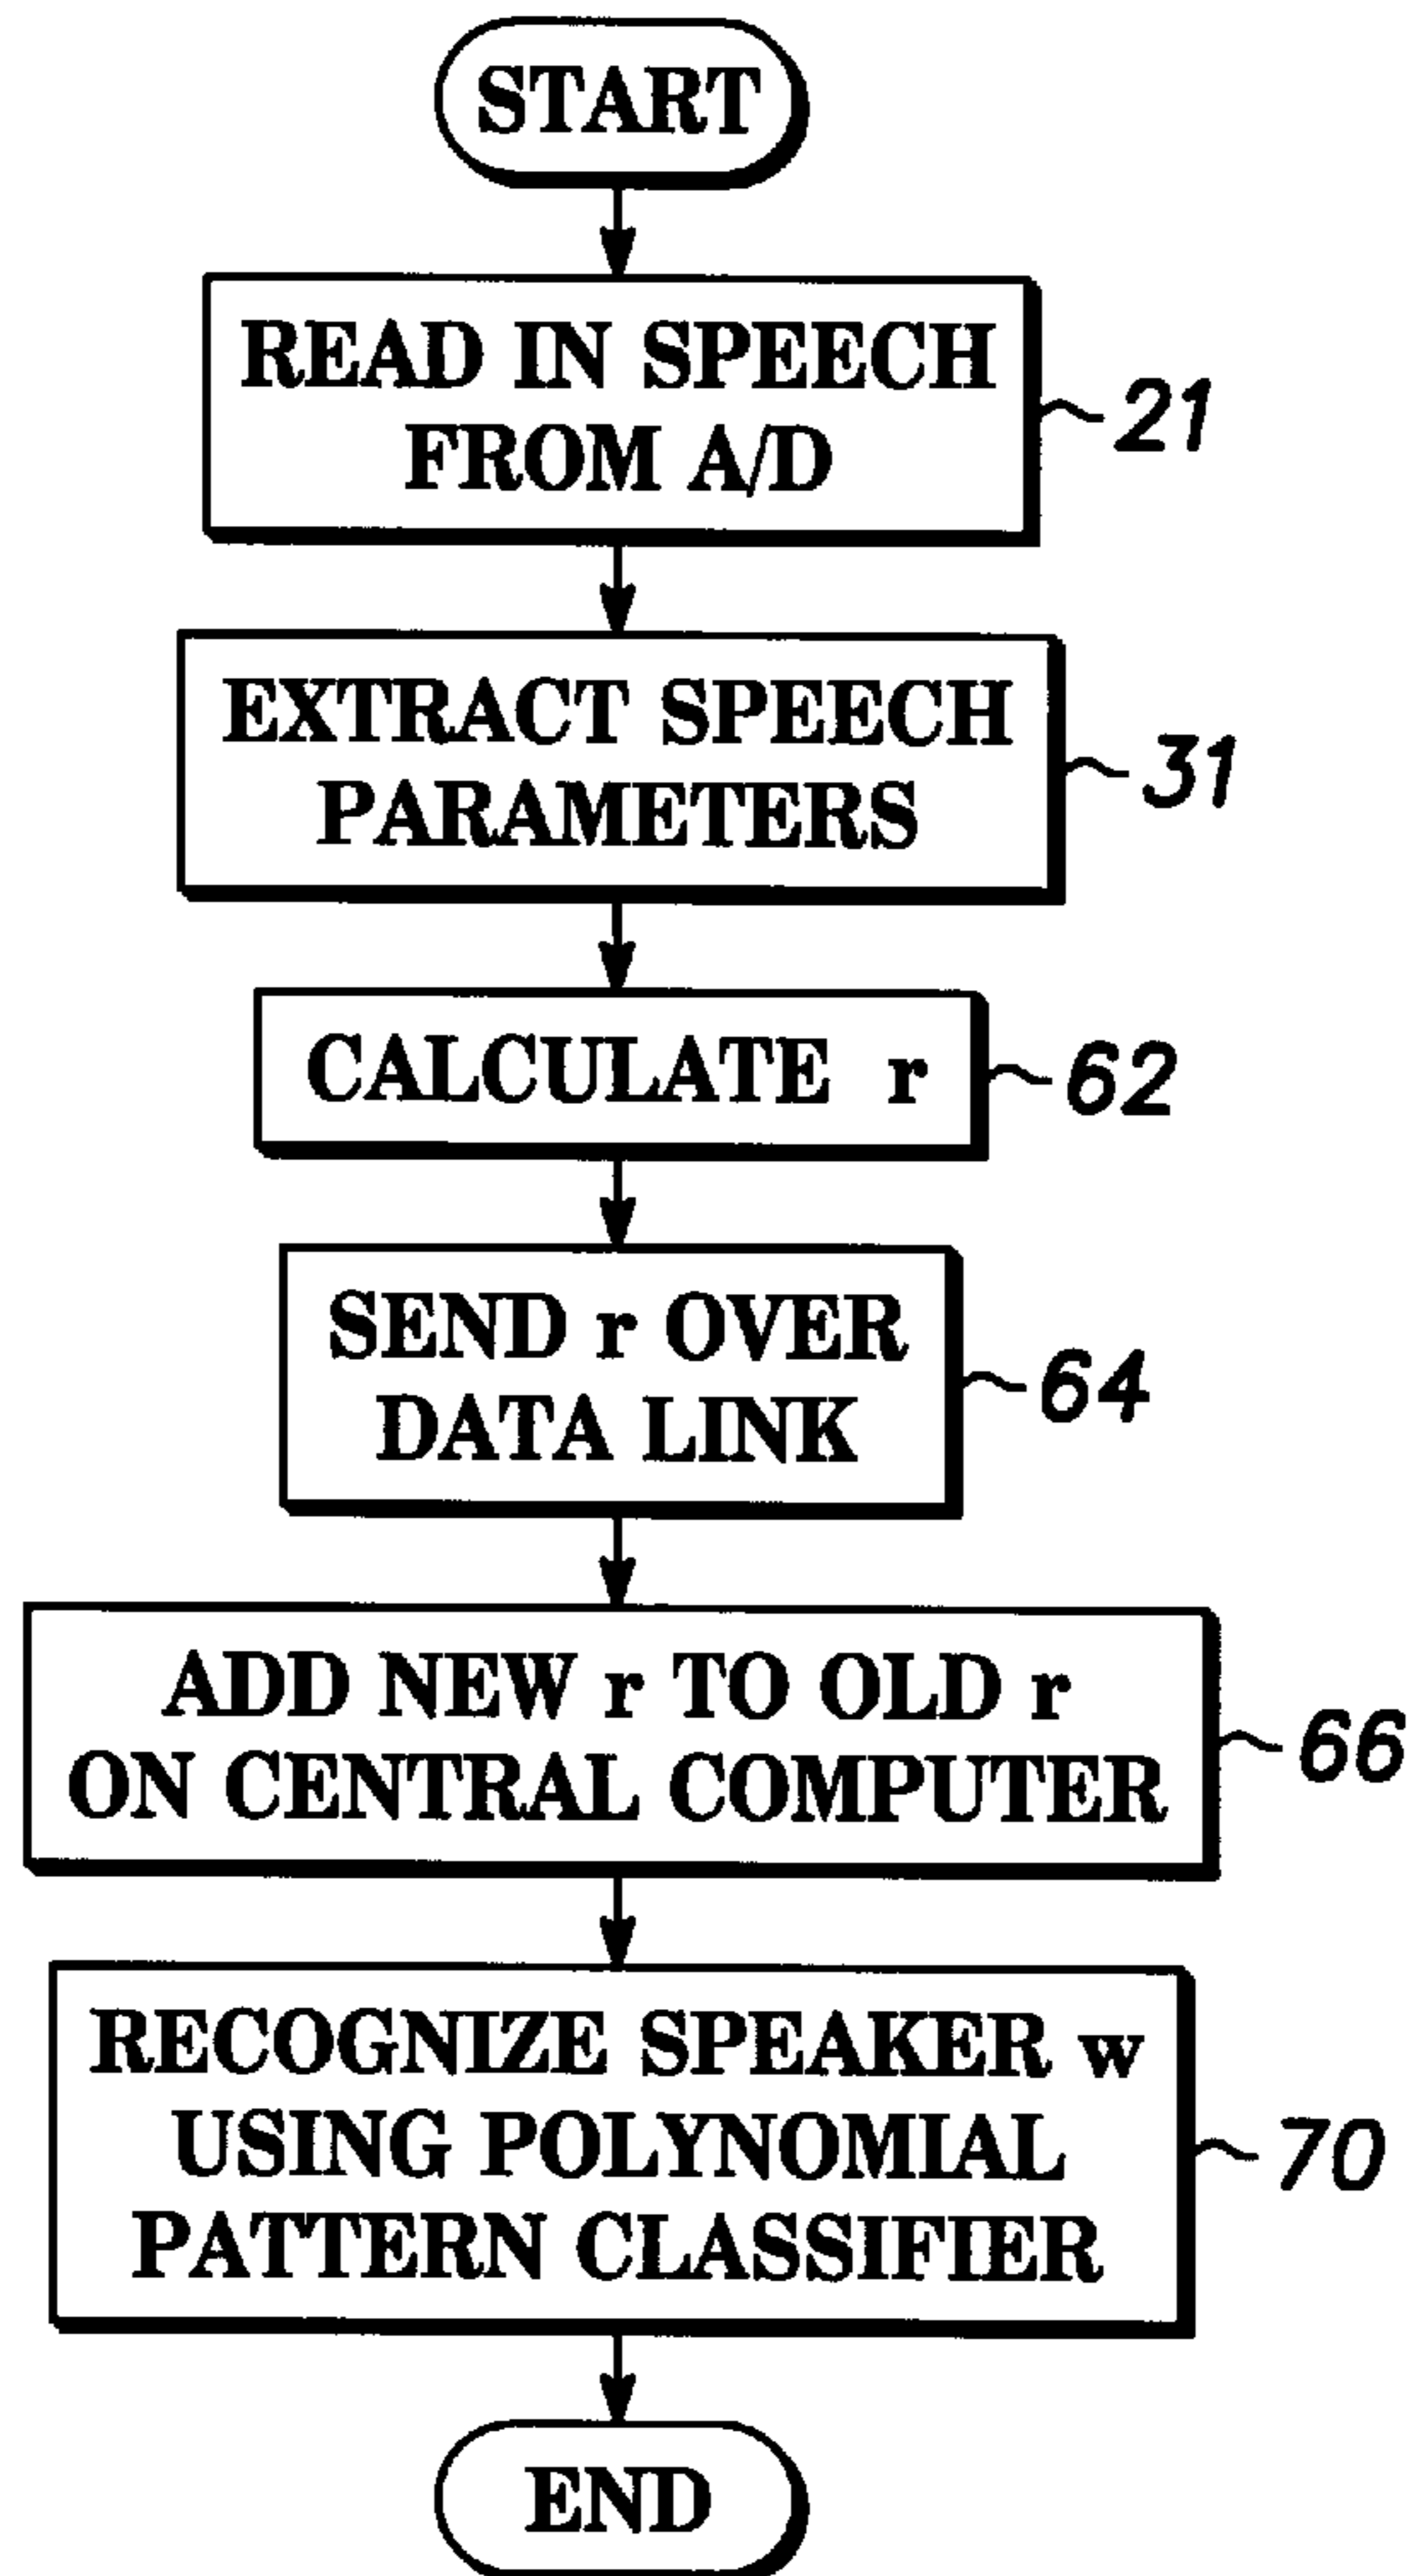 START
READ IN SPEECH
FROM A/D
21
EXTRACT SPEECH
PARAMETERS
31
CALCULATE r
62
SEND r OVER
DATA LINK
64
ADD NEW r TO OLD r
ON CENTRAL COMPUTER
66
RECOGNIZE SPEAKER w
USING POLYNOMIAL
PATTERN CLASSIFIER
70
END